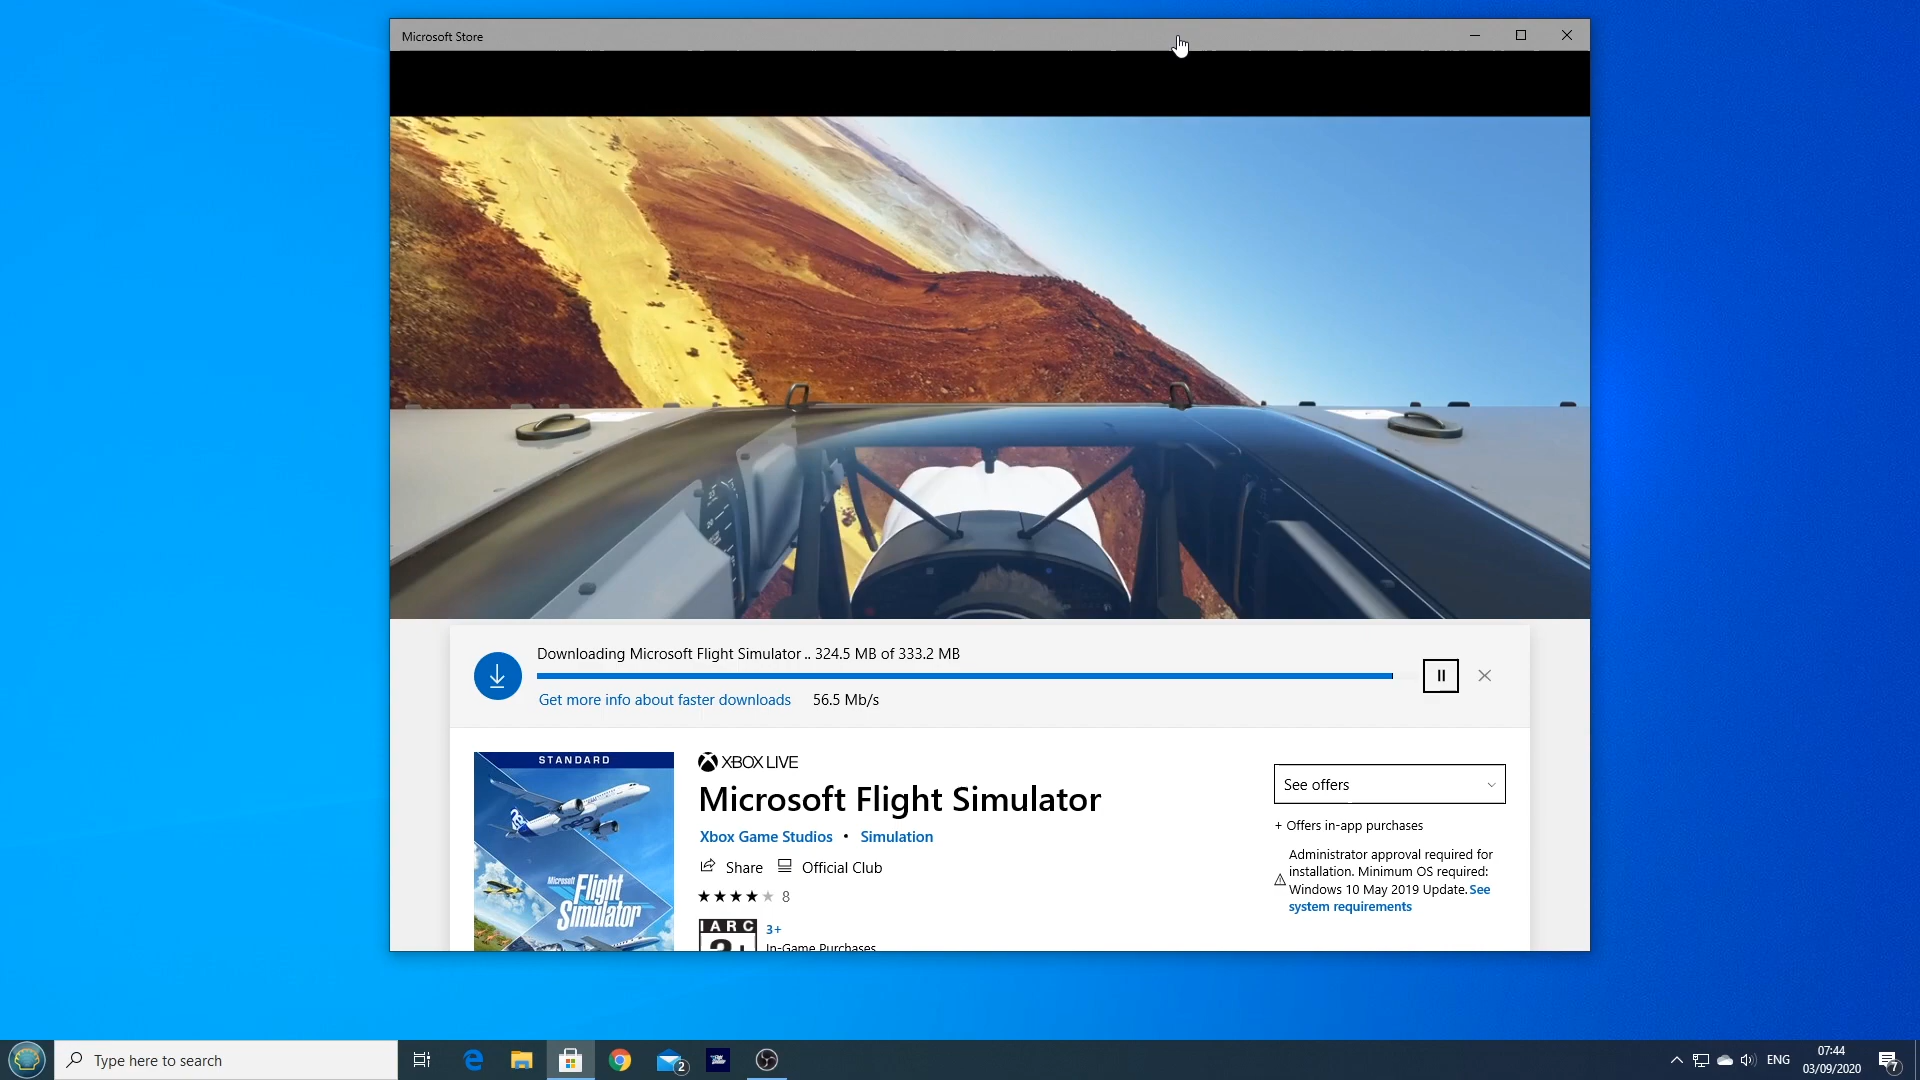 Microsoft Store
Downloading Microsoft Flight Simulator .. 324.5 MB of 333.2 MB
Get more info about faster downloads 56.5 Mb/s
STANDARD
Microsoft
Flight
Simulator
XBOX LIVE
Microsoft Flight Simulator
Xbox Game Studios • Simulation
Share Official Club
8
IARC
3+
3+
In-Game Purchases
See offers
+ Offers in-app purchases
Administrator approval required for
installation. Minimum OS required:
Windows 10 May 2019 Update. See
system requirements
Type here to search
2
ENG
07:44
03/09/2020
7